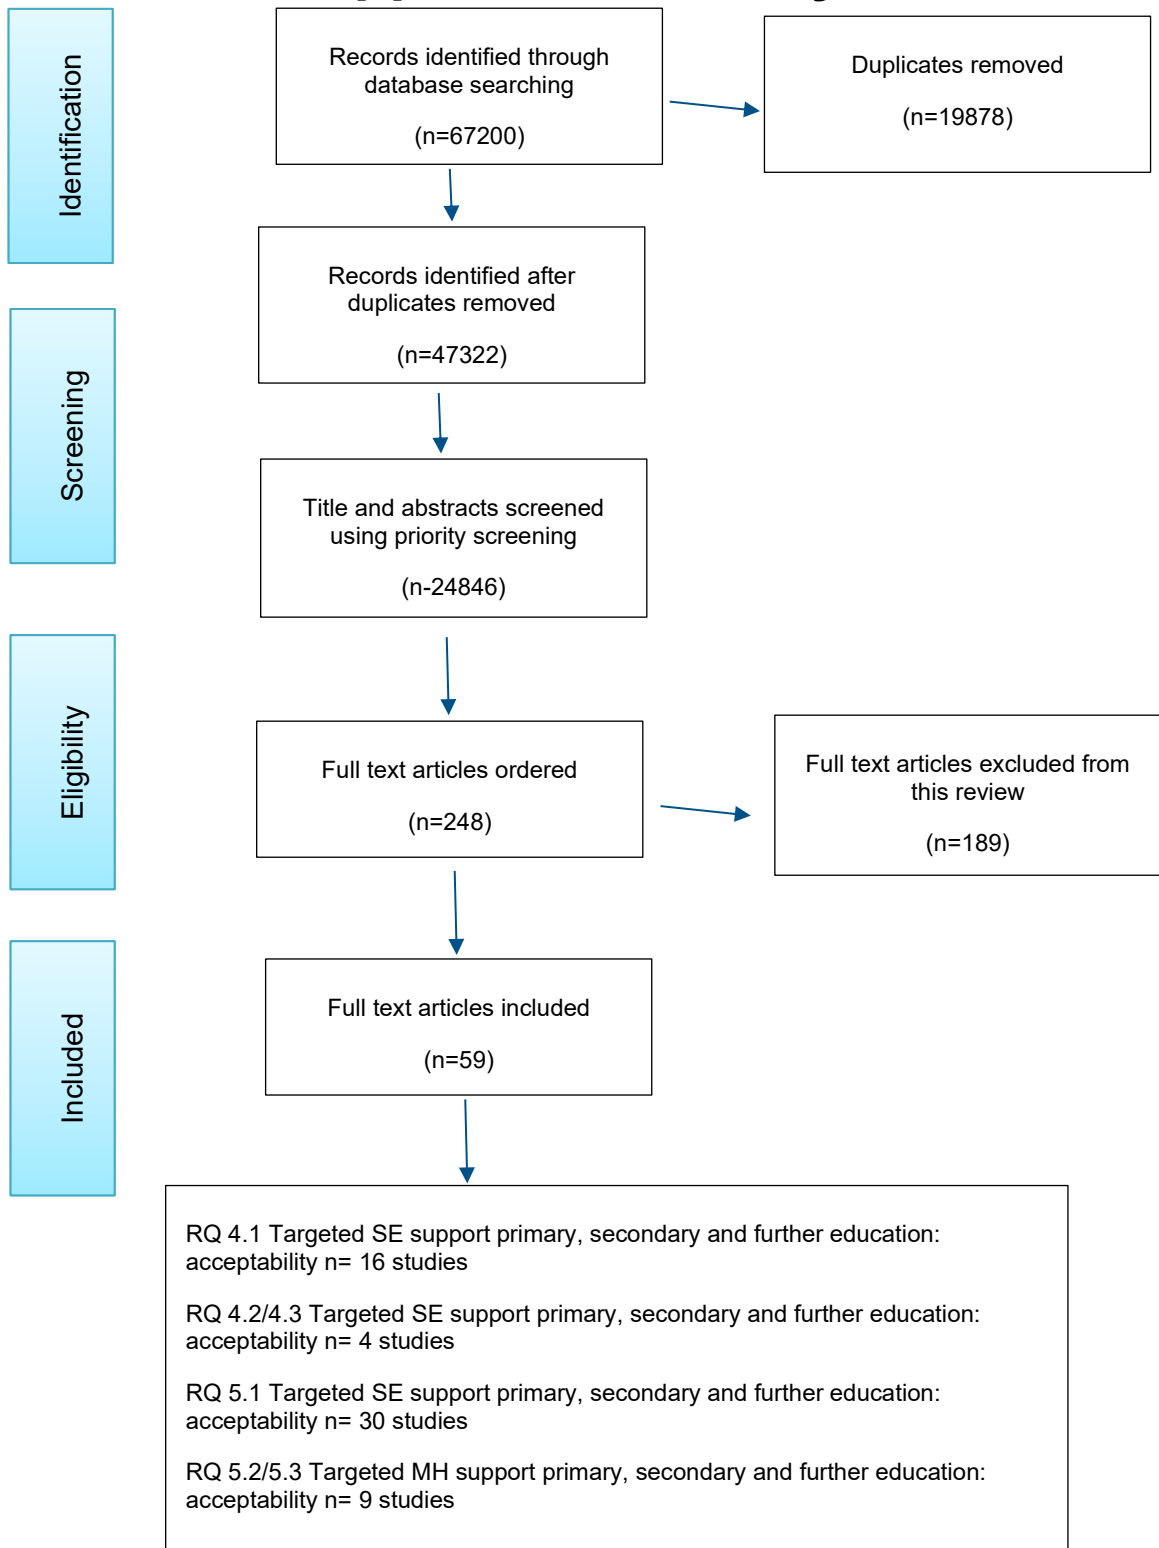 Identification
Records identified through
database searching
(n=67200)
Duplicates removed
(n=19878)
Records identified after
duplicates removed
(n=47322)
Screening
Title and abstracts screened
using priority screening
(n-24846)
Eligibility
Full text articles ordered
(n=248)
Full text articles excluded from
this review
(n=189)
Included
Full text articles included
(n=59)
RQ 4.1 Targeted SE support primary, secondary and further education:
acceptability n= 16 studies
RQ 4.2/4.3 Targeted SE support primary, secondary and further education:
acceptability n= 4 studies
RQ 5.1 Targeted SE support primary, secondary and further education:
acceptability n= 30 studies
RQ 5.2/5.3 Targeted MH support primary, secondary and further education:
acceptability n= 9 studies